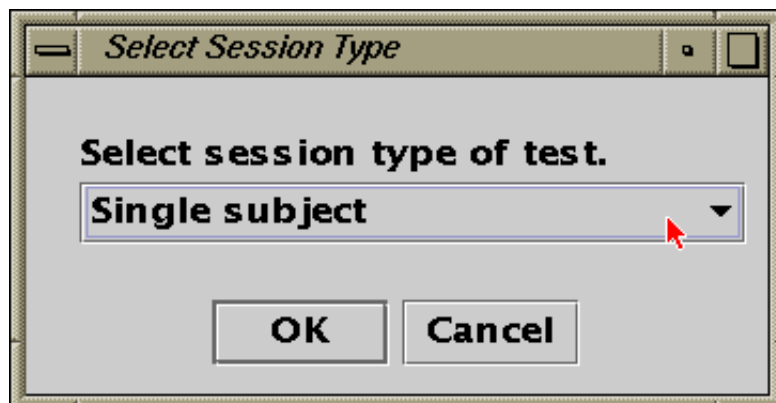 Select Session Type
Select session type of test.
Single subject
OK Cancel